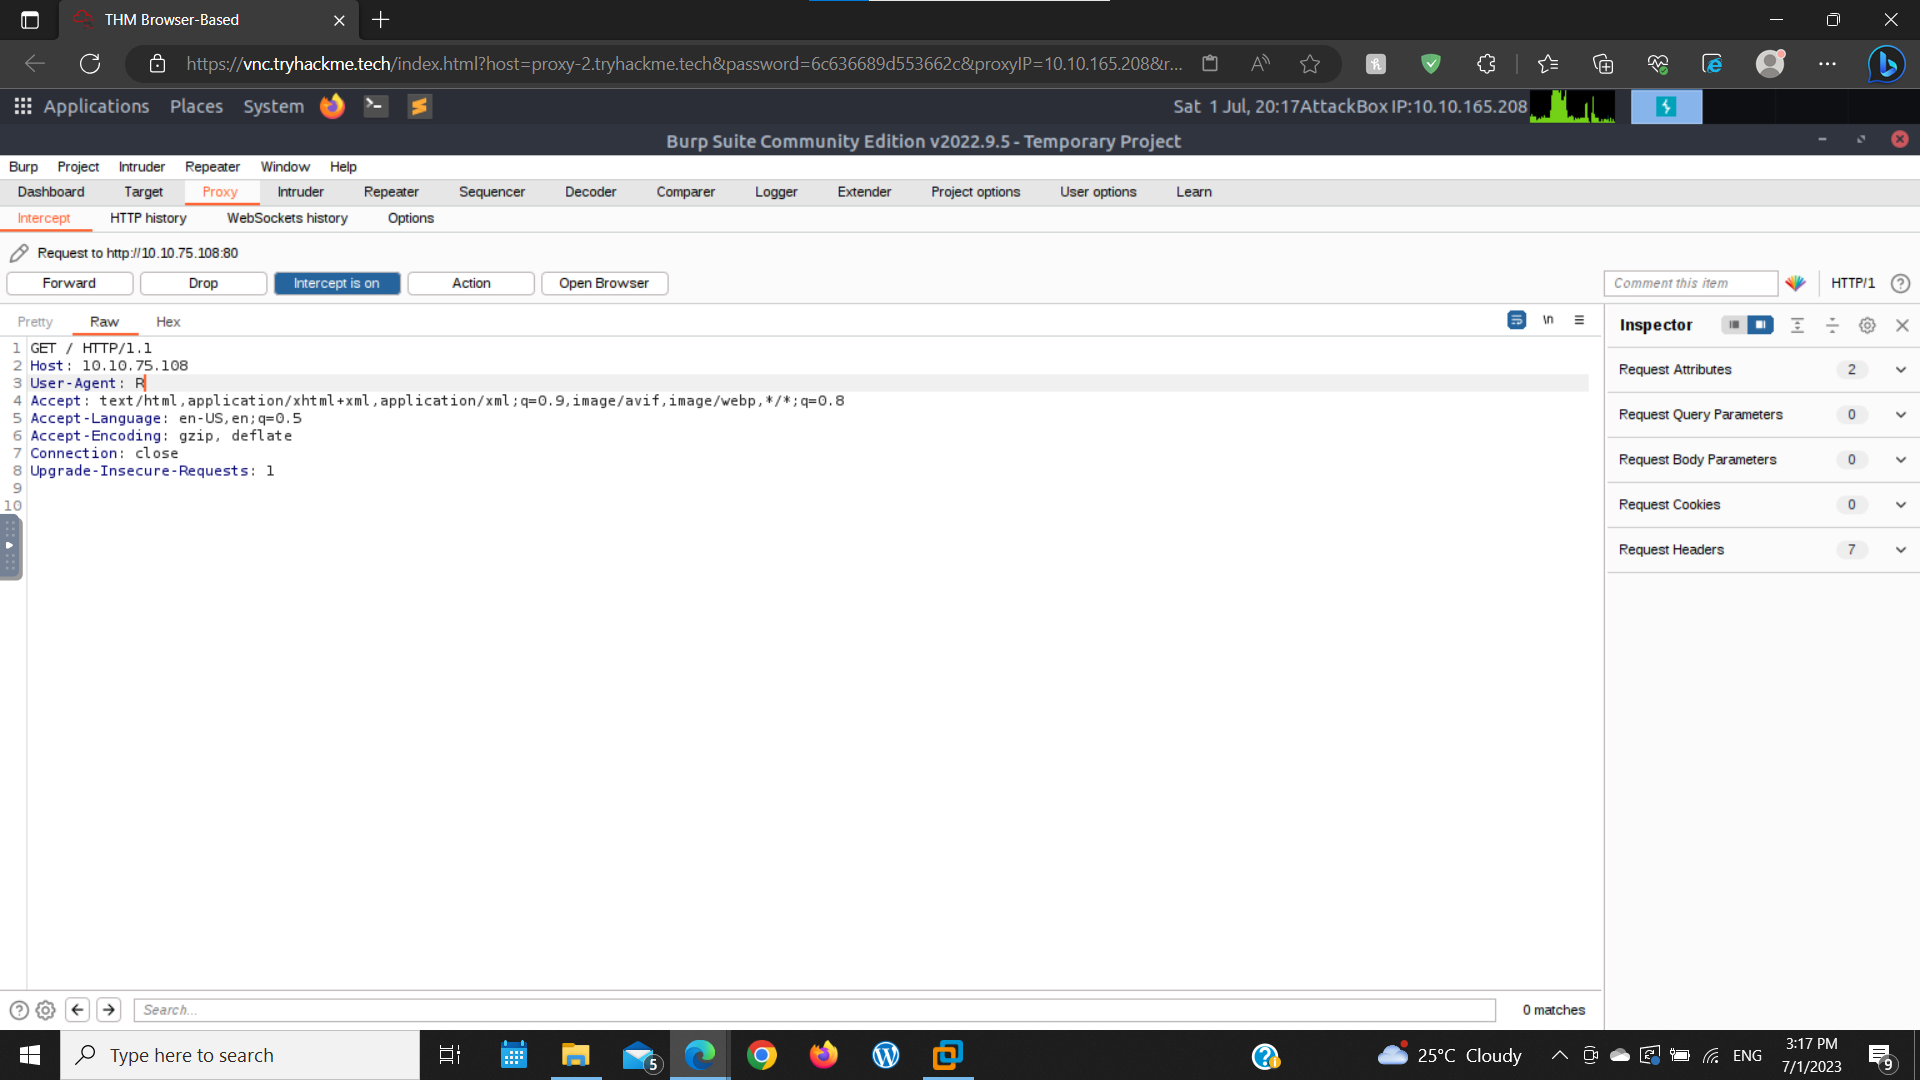 THM Browser-Based
https://vnc.tryhackme.tech/index.html?host=proxy-2.tryhackme.tech&password=6c636689d553662c&proxyIP=10.10.165.208&r...
Applications Places System Sat 1 Jul, 20:17 AttackBox IP:10.10.165.208
Burp Suite Community Edition v2022.9.5 - Temporary Project
Burp Project Intruder Repeater Window Help
Dashboard Target Proxy Intruder Repeater Sequencer Decoder Comparer Logger Extender Project options User options Learn
Intercept HTTP history WebSockets history Options
Request to http://10.10.75.108:80
Forward Drop Intercept is on Action Open Browser Comment this item HTTP/1 ?
Pretty Raw Hex \n
Inspector
1 GET / HTTP/1.1
2 Host: 10.10.75.108
3 User-Agent: R
4 Accept: text/html,application/xhtml+xml,application/xml;q=0.9,image/avif,image/webp,*/*;q=0.8
5 Accept-Language: en-US,en;q=0.5
6 Accept-Encoding: gzip, deflate
7 Connection: close
8 Upgrade-Insecure-Requests: 1
9
10
Request Attributes 2
Request Query Parameters 0
Request Body Parameters 0
Request Cookies 0
Request Headers 7
? Search... 0 matches
Type here to search 5 25°C Cloudy ENG 3:17 PM
7/1/2023 9